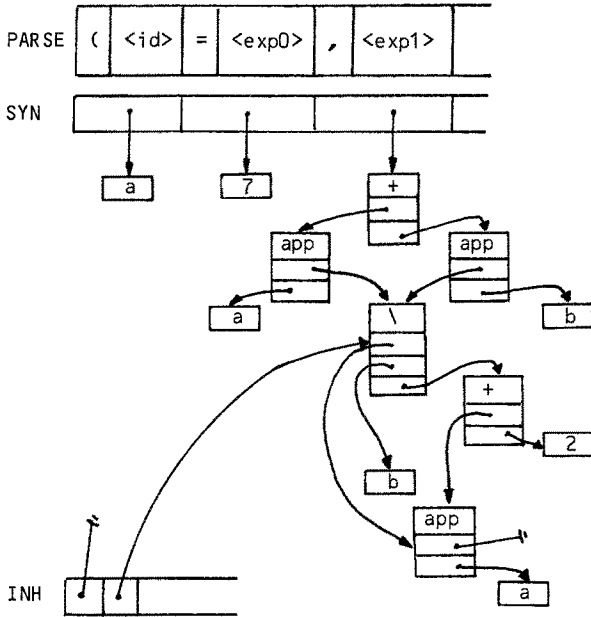 PARSE ( <id> = <exp0> , <exp1>
SYN
a 7 +
app app
a \ b
+
2
b
app
INH a